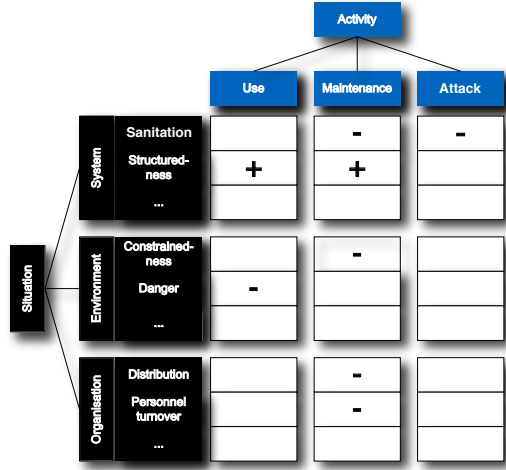 Activity
Use Maintenance Attack
Situation
System
Sanitation - -
Structured-
ness + +
...
Environment
Constrained-
ness -
Danger -
...
Organisation
Distribution -
Personnel
turnover -
...